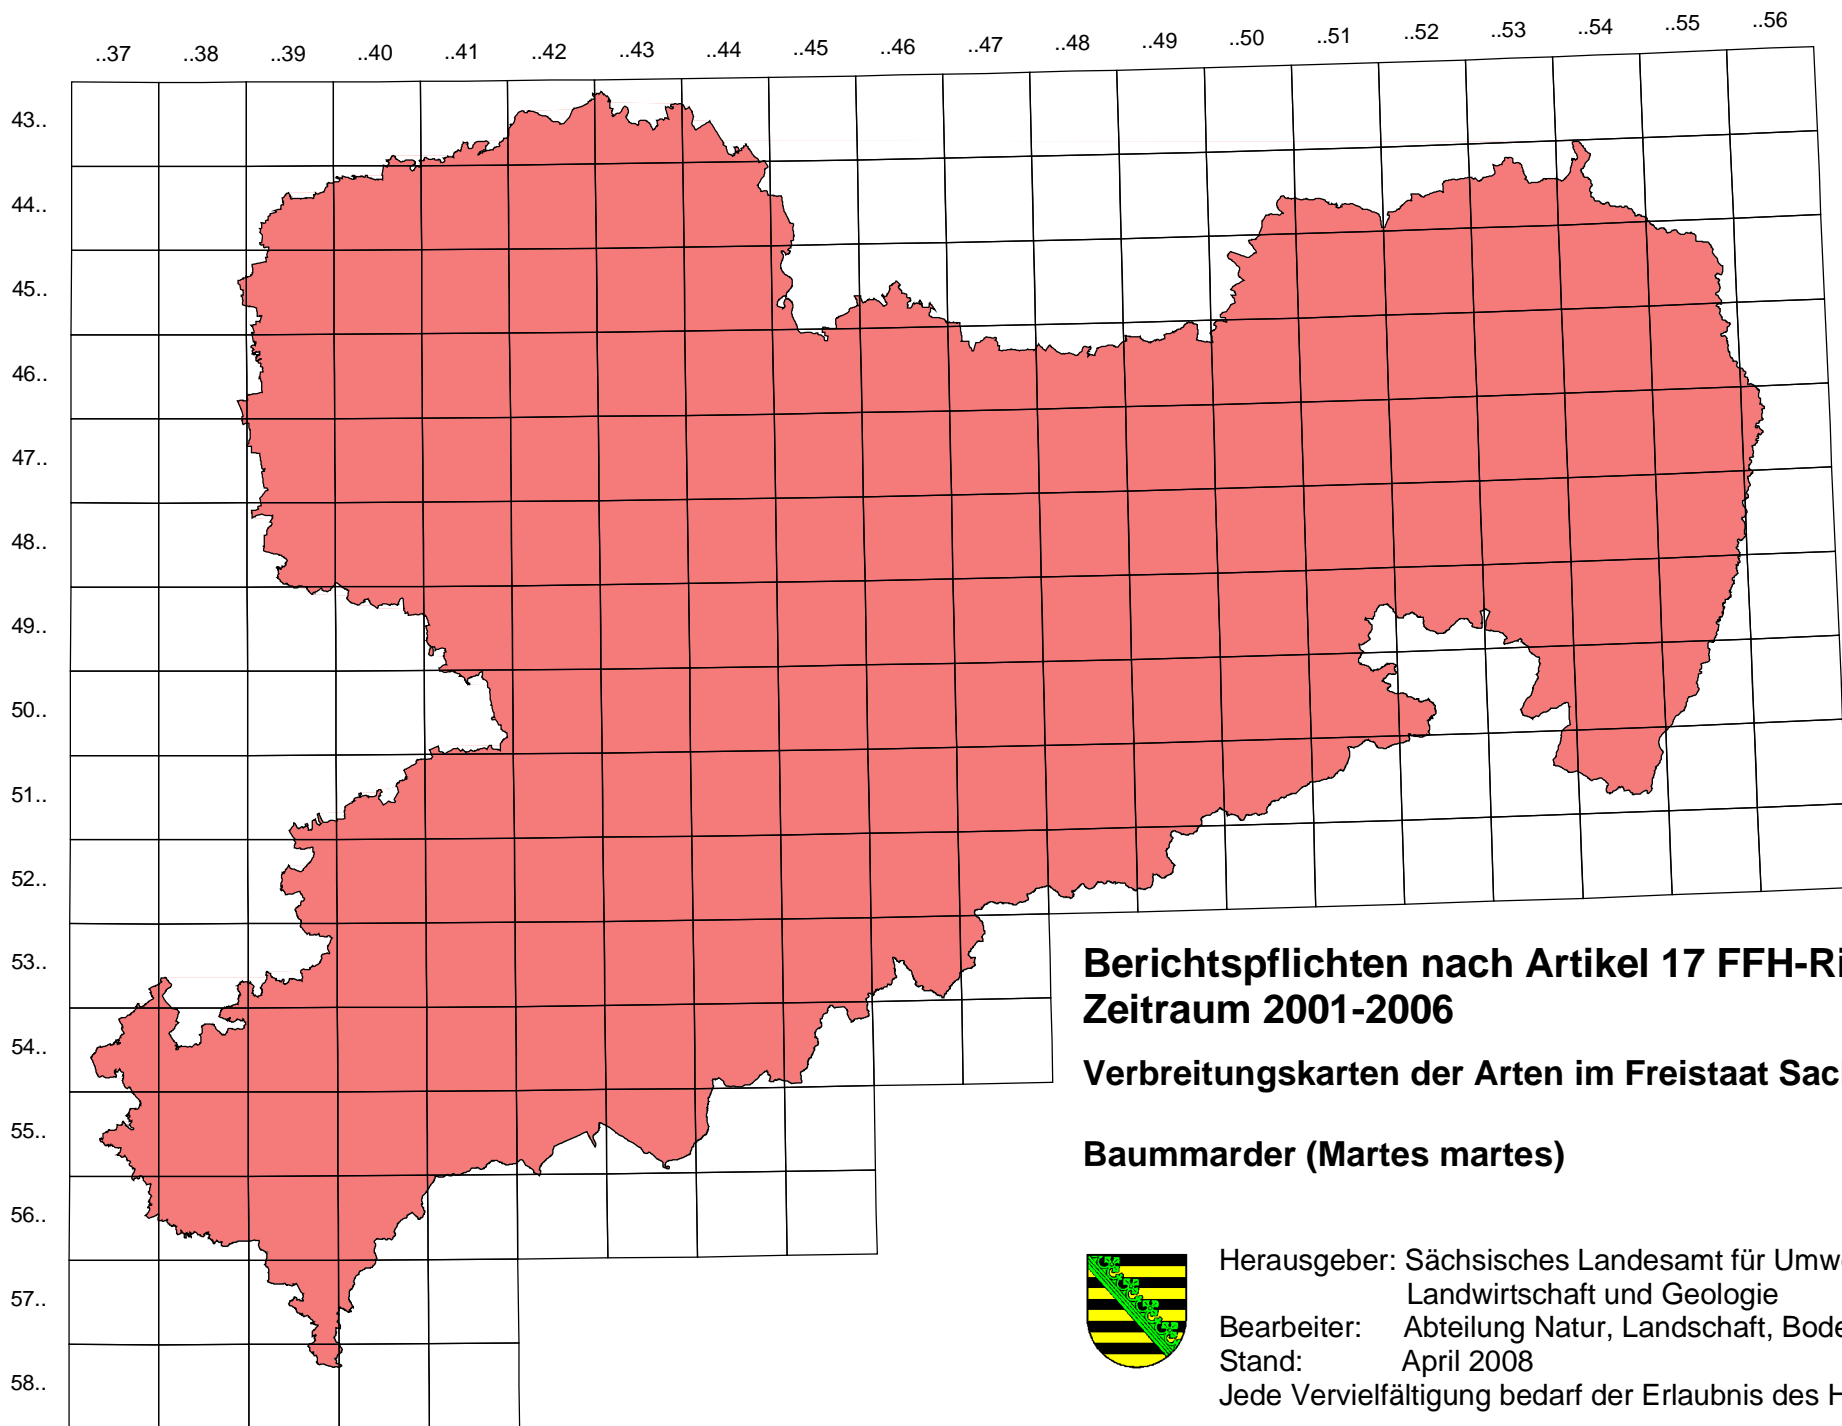 ..37 ..38 ..39 ..40 ..41 ..42 ..43 ..44 ..45 ..46 ..47 ..48 ..49 ..50 ..51 ..52 ..53 ..54 ..55 ..56
43..
44..
45..
46..
47..
48..
49..
50..
51..
52..
53..
54..
55..
56..
57..
58..
Berichtspflichten nach Artikel 17 FFH-Ri
Zeitraum 2001-2006
Verbreitungskarten der Arten im Freistaat Sac
Baummarder (Martes martes)
Herausgeber: Sächsisches Landesamt für Umwe
Landwirtschaft und Geologie
Bearbeiter: Abteilung Natur, Landschaft, Bode
Stand: April 2008
Jede Vervielfältigung bedarf der Erlaubnis des H